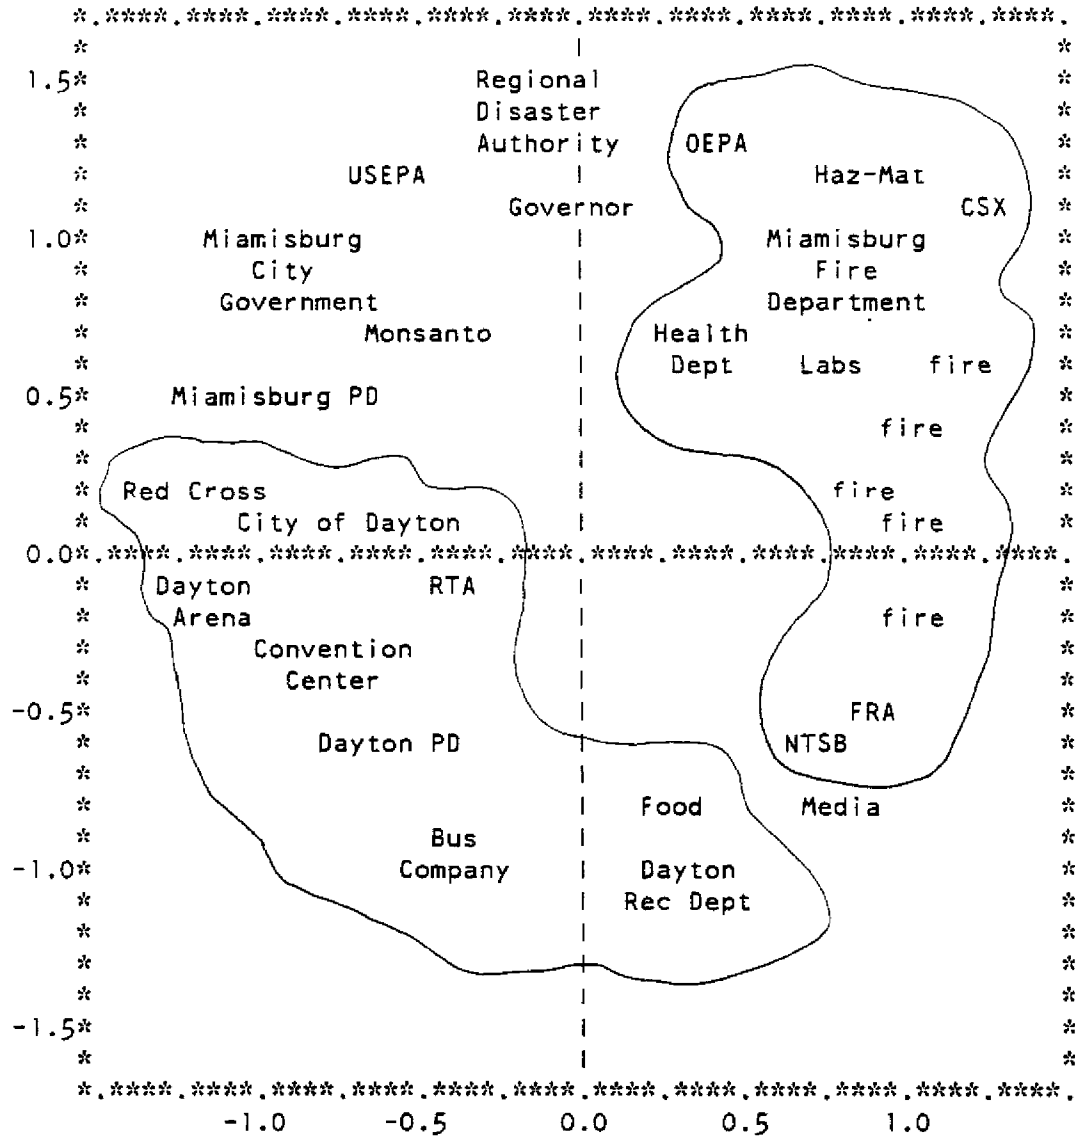 *.****.****.****.****.****.****.****.****.****.****.****.****.
1.5* Regional
Disaster
Authority OEPA
USEPA Haz-Mat
Governor CSX
1.0* Miamisburg Miamisburg
City Fire
Government Department
Monsanto Health
Dept Labs fire
0.5* Miamisburg PD
fire
Red Cross fire
City of Dayton fire
0.0*.****.****.****.****.****.****.****.****.****.****.****.****.
Dayton RTA
Arena fire
Convention
Center
-0.5* FRA
Dayton PD NTSB
Food Media
Bus
-1.0* Company Dayton
Rec Dept
-1.5*
*.****.****.****.****.****.****.****.****.****.****.****.****.
-1.0 -0.5 0.0 0.5 1.0